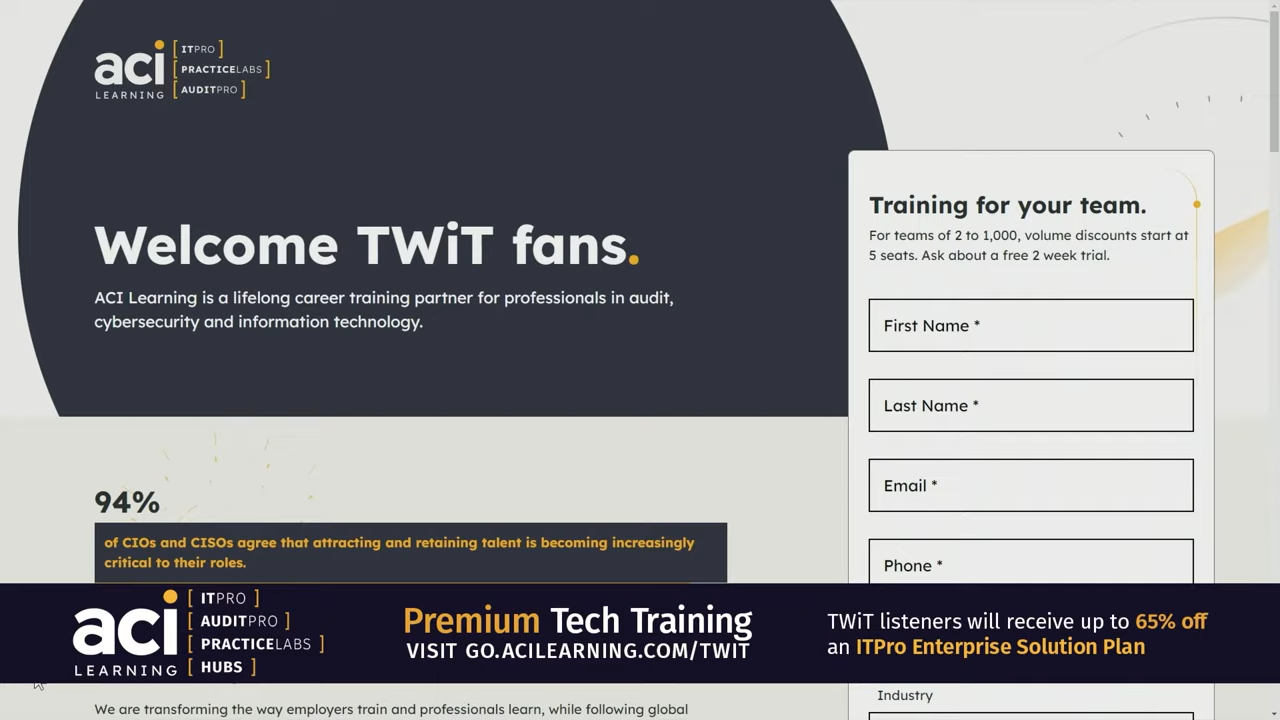 aci
LEARNING
[ ITPRO ]
[ PRACTICELABS ]
[ AUDITPRO ]
Welcome TWiT fans.
ACI Learning is a lifelong career training partner for professionals in audit,
cybersecurity and information technology.
94%
of CIOs and CISOs agree that attracting and retaining talent is becoming increasingly
critical to their roles.
Training for your team.
For teams of 2 to 1,000, volume discounts start at
5 seats. Ask about a free 2 week trial.
First Name *
Last Name *
Email *
Phone *
aci
LEARNING
[ ITPRO ]
[ AUDITPRO ]
[ PRACTICELABS ]
[ HUBS ]
Premium Tech Training
VISIT GO.ACILEARNING.COM/TWIT
TWiT listeners will receive up to 65% off
an ITPro Enterprise Solution Plan
Industry
We are transforming the way employers train and professionals learn, while following global